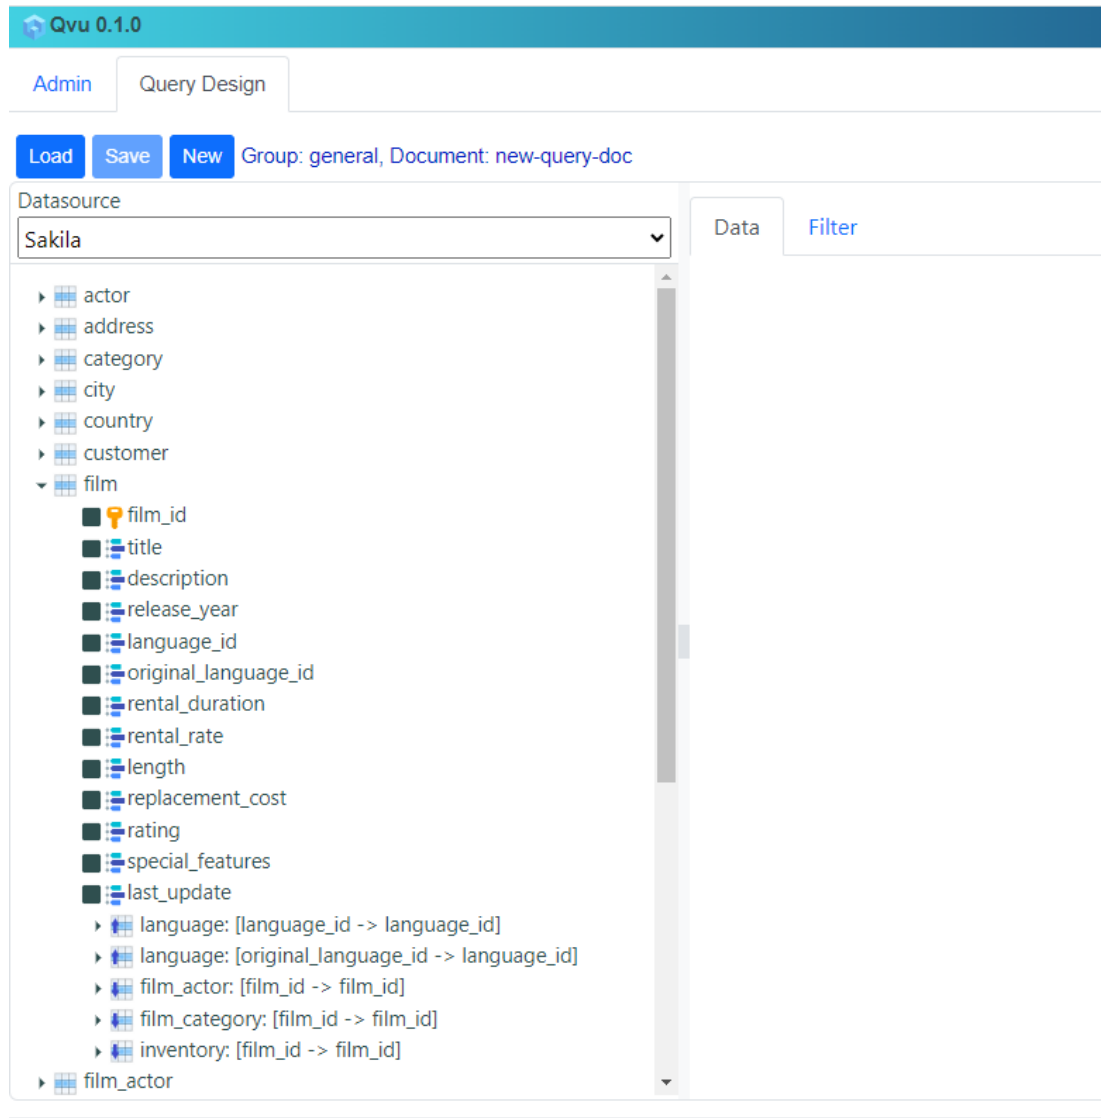 Qvu 0.1.0
Admin Query Design
Load Save New Group: general, Document: new-query-doc
Datasource
Sakila
Data Filter
actor
address
category
city
country
customer
film
film_id
title
description
release_year
language_id
original_language_id
rental_duration
rental_rate
length
replacement_cost
rating
special_features
last_update
language: [language_id -> language_id]
language: [original_language_id -> language_id]
film_actor: [film_id -> film_id]
film_category: [film_id -> film_id]
inventory: [film_id -> film_id]
film_actor